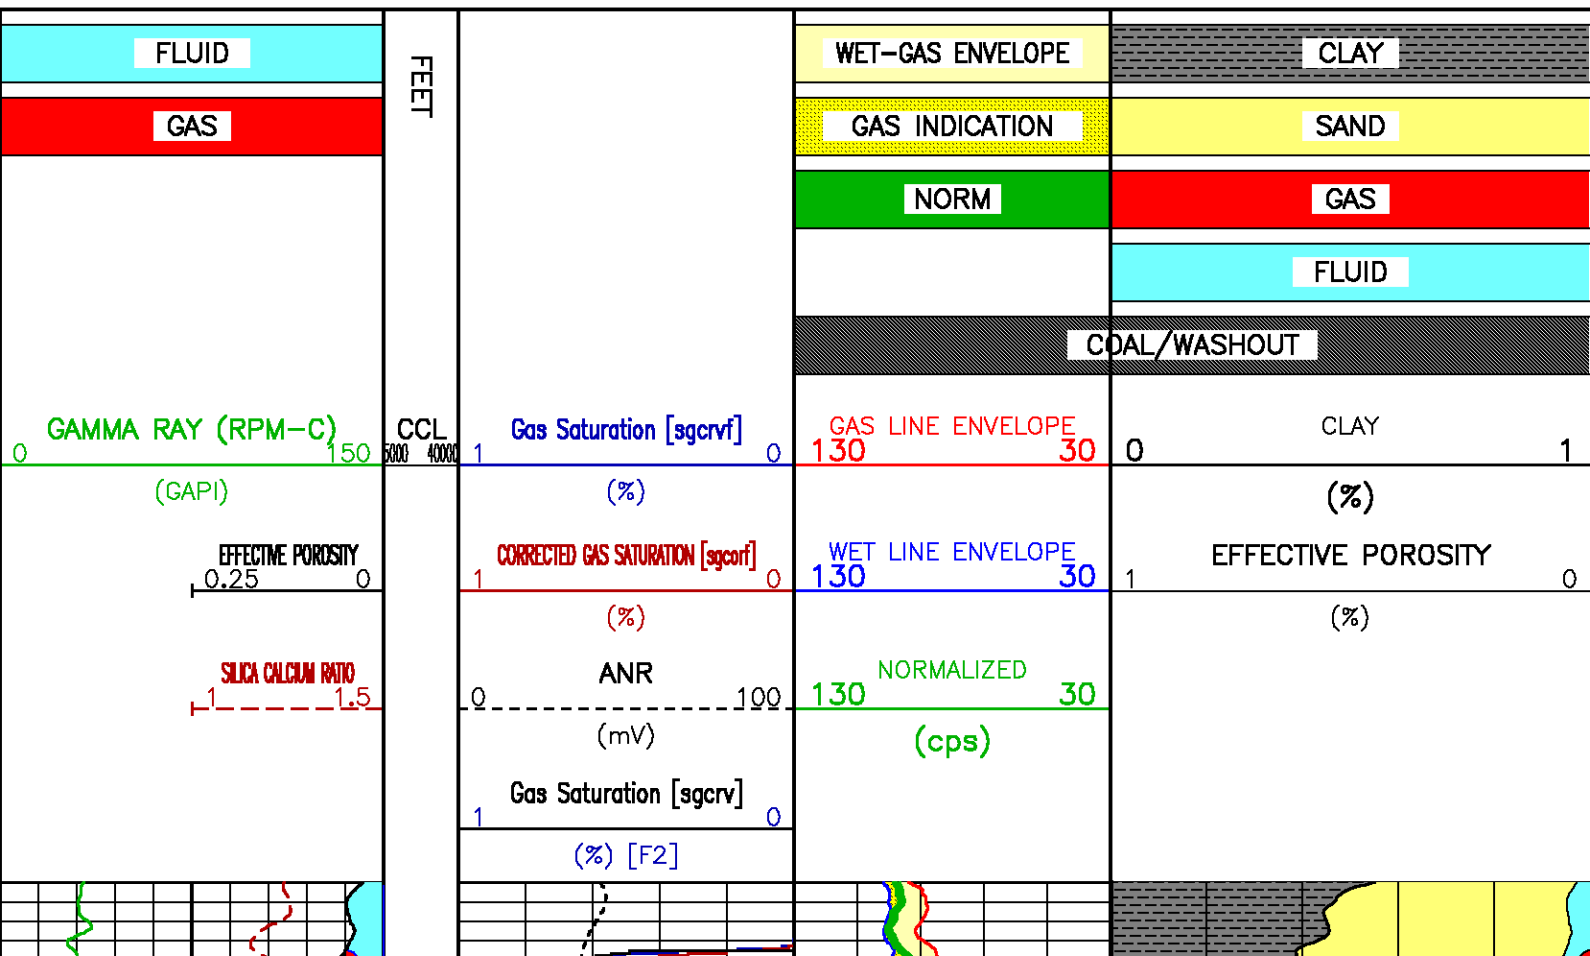 FLUID
GAS
GAMMA RAY (RPM-C)
0 150
(GAPI)
EFFECTIVE POROSITY
0.25 0
SILICA CALCIUM RATIO
1 1.5
FEET
CCL
5000 40000
Gas Saturation [sgcrvf]
1 0
(%)
CORRECTED GAS SATURATION [sgcorf]
1 0
(%)
ANR
0 100
(mV)
Gas Saturation [sgcrv]
1 0
(%) [F2]
WET-GAS ENVELOPE
GAS INDICATION
NORM
COAL/WASHOUT
GAS LINE ENVELOPE
130 30
WET LINE ENVELOPE
130 30
NORMALIZED
130 30
(cps)
CLAY
SAND
GAS
FLUID
CLAY
0 1
(%)
EFFECTIVE POROSITY
1 0
(%)